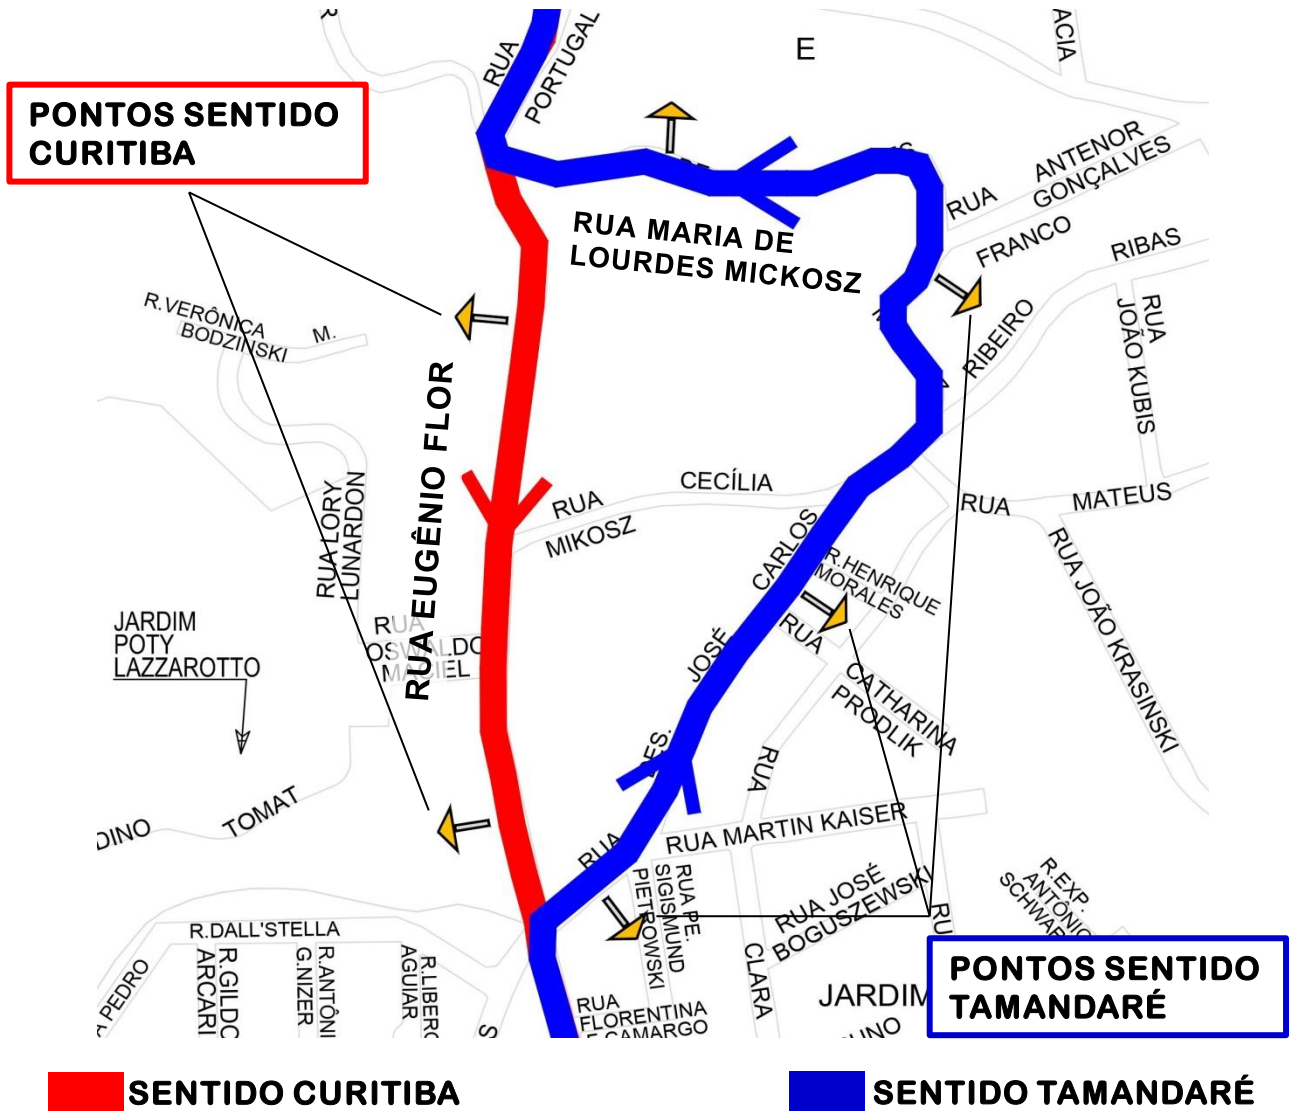 RUA
PORTUGAL
E
ACIA
PONTOS SENTIDO
CURITIBA
RUA
ANTENOR
GONÇALVES
FRANCO
RIBAS
RUA MARIA DE
LOURDES MICKOSZ
R.VERÔNICA
BODZINSKI
M.
RIBEIRO
RUA
JOÃO KUBIS
RUA EUGÊNIO FLOR
RUA LORY
LUNARDON
RUA
MIKOSZ
CECÍLIA
RUA
MATEUS
CARLOS
R.HENRIQUE
MORALES
RUA JOÃO KRASINSKI
JARDIM
POTY
LAZZAROTTO
RUA
OSWALDO
MACIEL
JOSÉ
RUA
CATHARINA
PRODLIK
RUA
DINO
TOMAT
RUA
RUA MARTIN KAISER
RUA PE.
SIGISMUND
PIETROWSKI
RUA JOSÉ
BOGUSZEWSKI
R.EXP.
ANTÔNIO
SCHWAR
R.DALL'STELLA
A PEDRO
R.GILDO
ARCARI
R.ANTÔNI
G.NIZER
R.LIBERO
AGUIAR
S
RUA
FLORENTINA
CAMARGO
CLARA
JARDIM
RU
PONTOS SENTIDO
TAMANDARÉ
SENTIDO CURITIBA
SENTIDO TAMANDARÉ